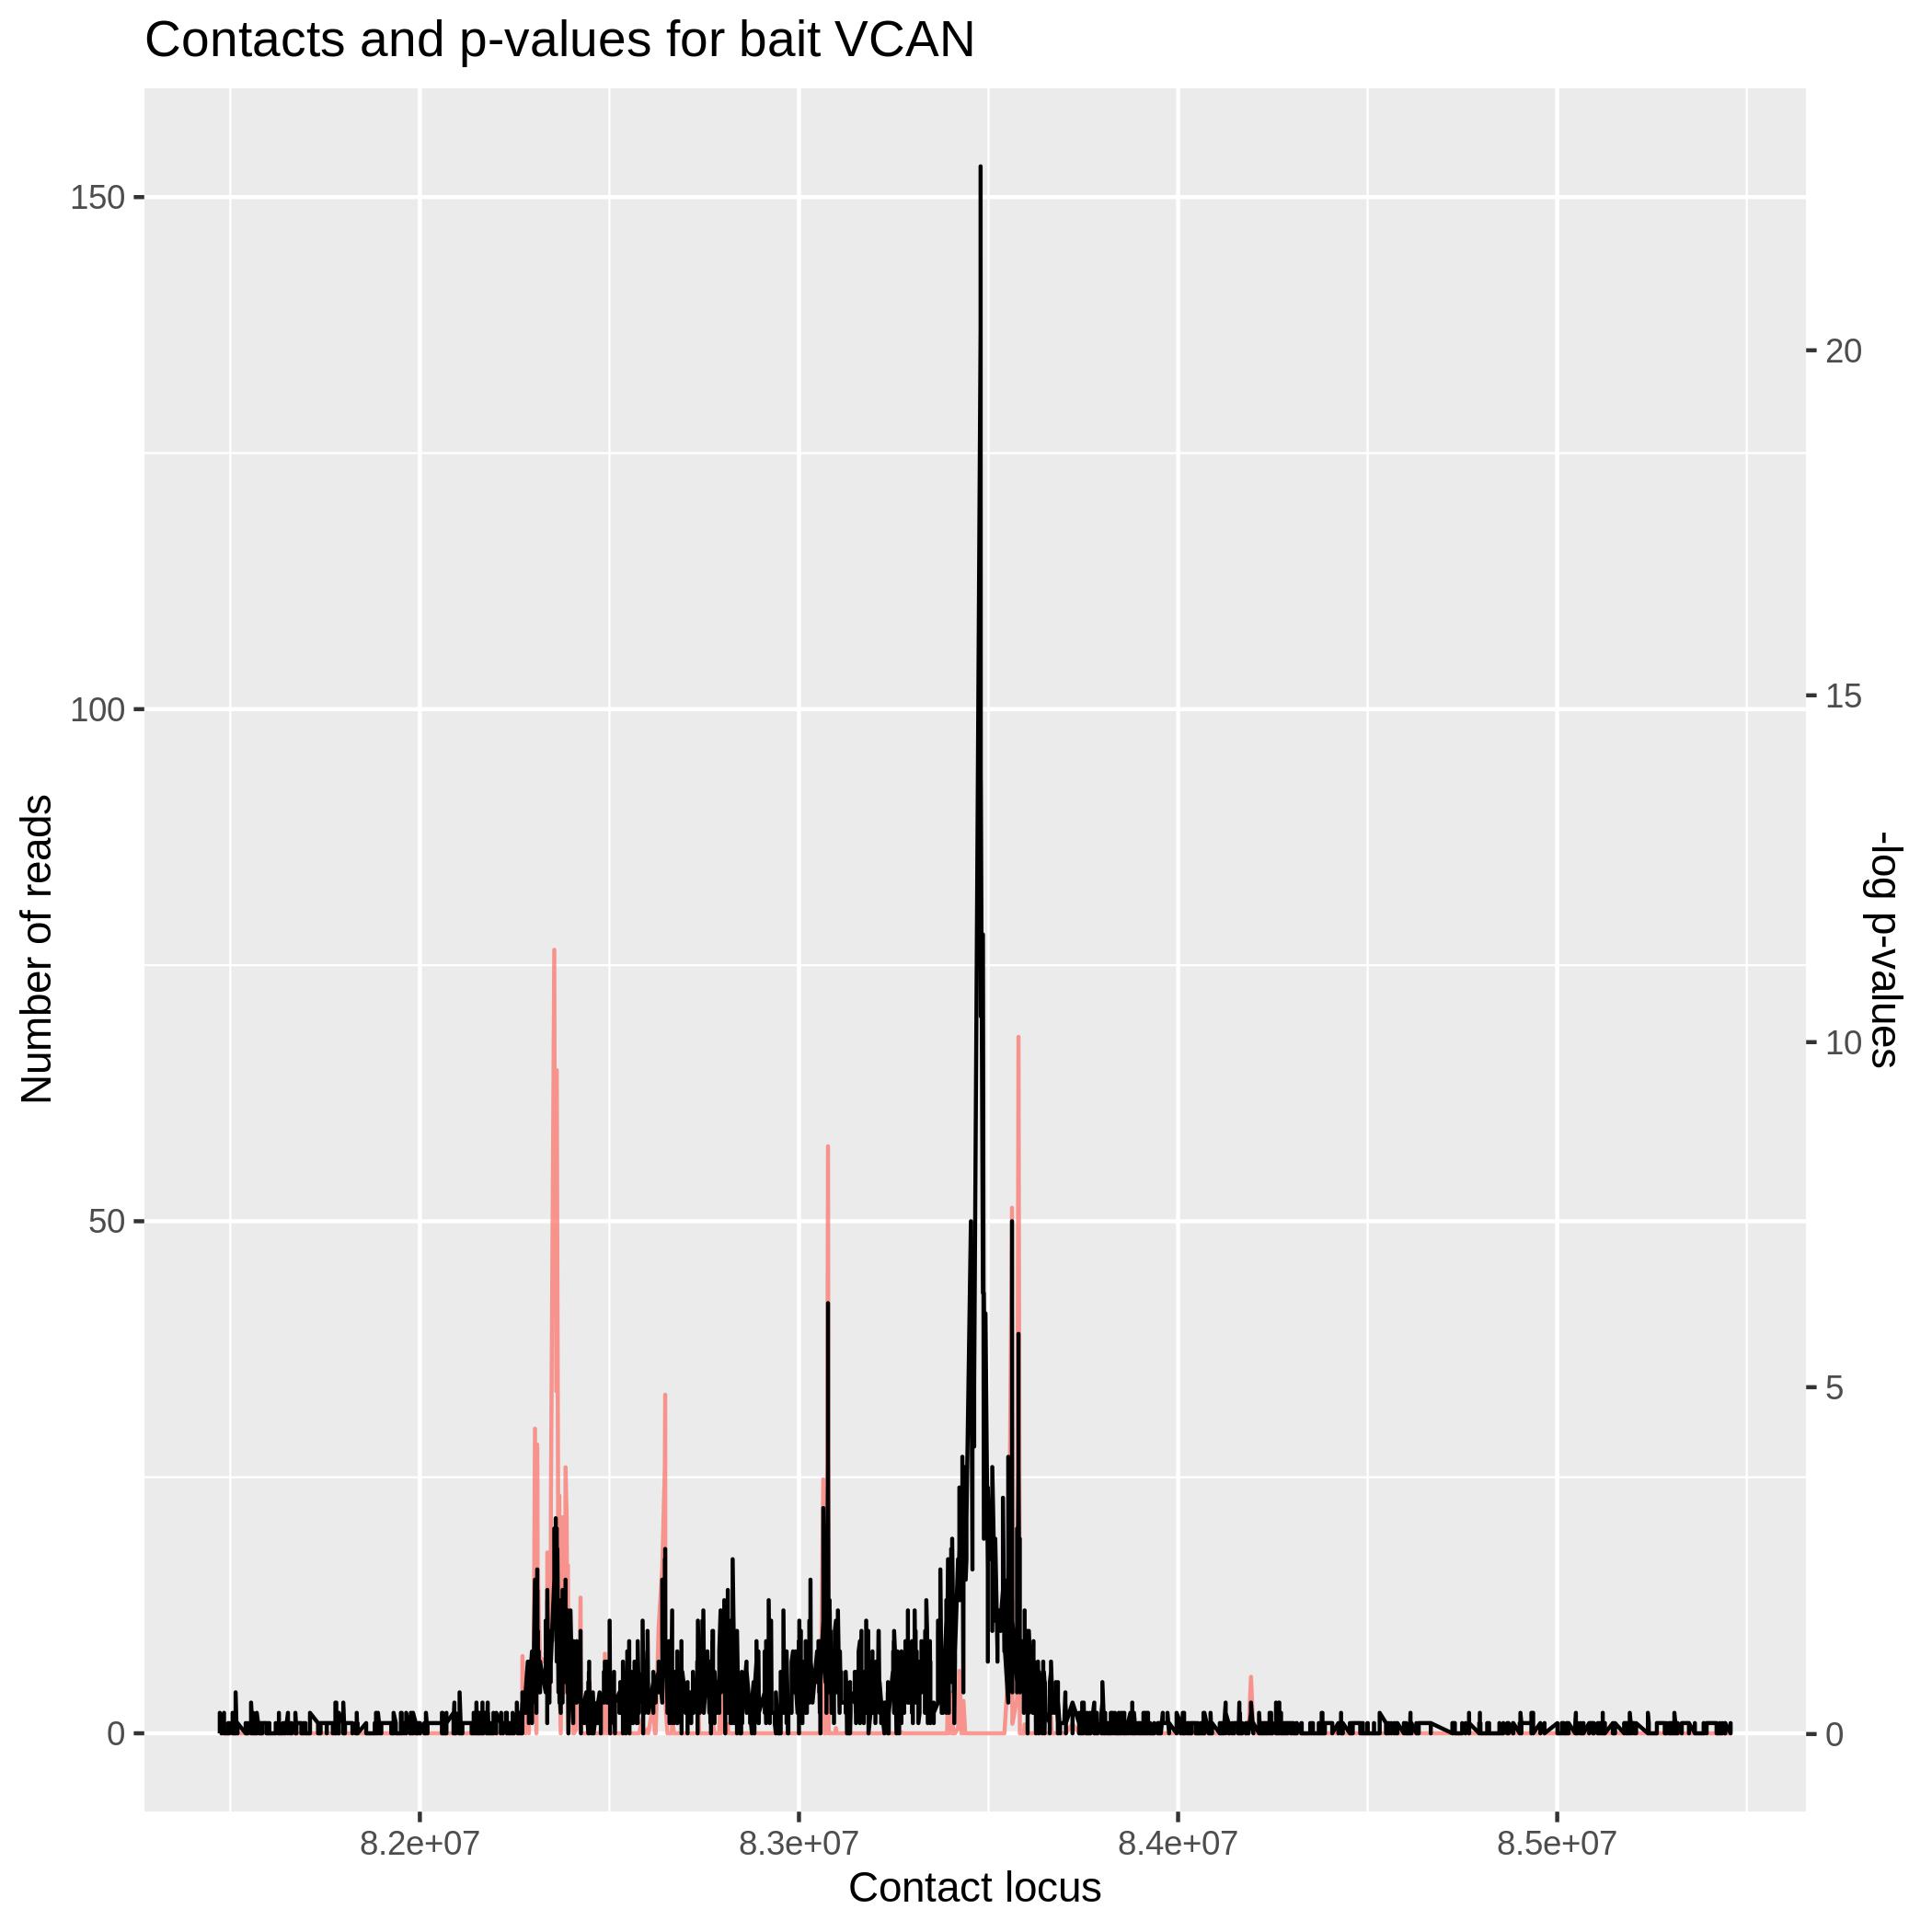 Contacts and p-values for bait VCAN
150
100
50
0
Number of reads
20
15
10
5
0
-log p-values
8.2e+07 8.3e+07 8.4e+07 8.5e+07
Contact locus